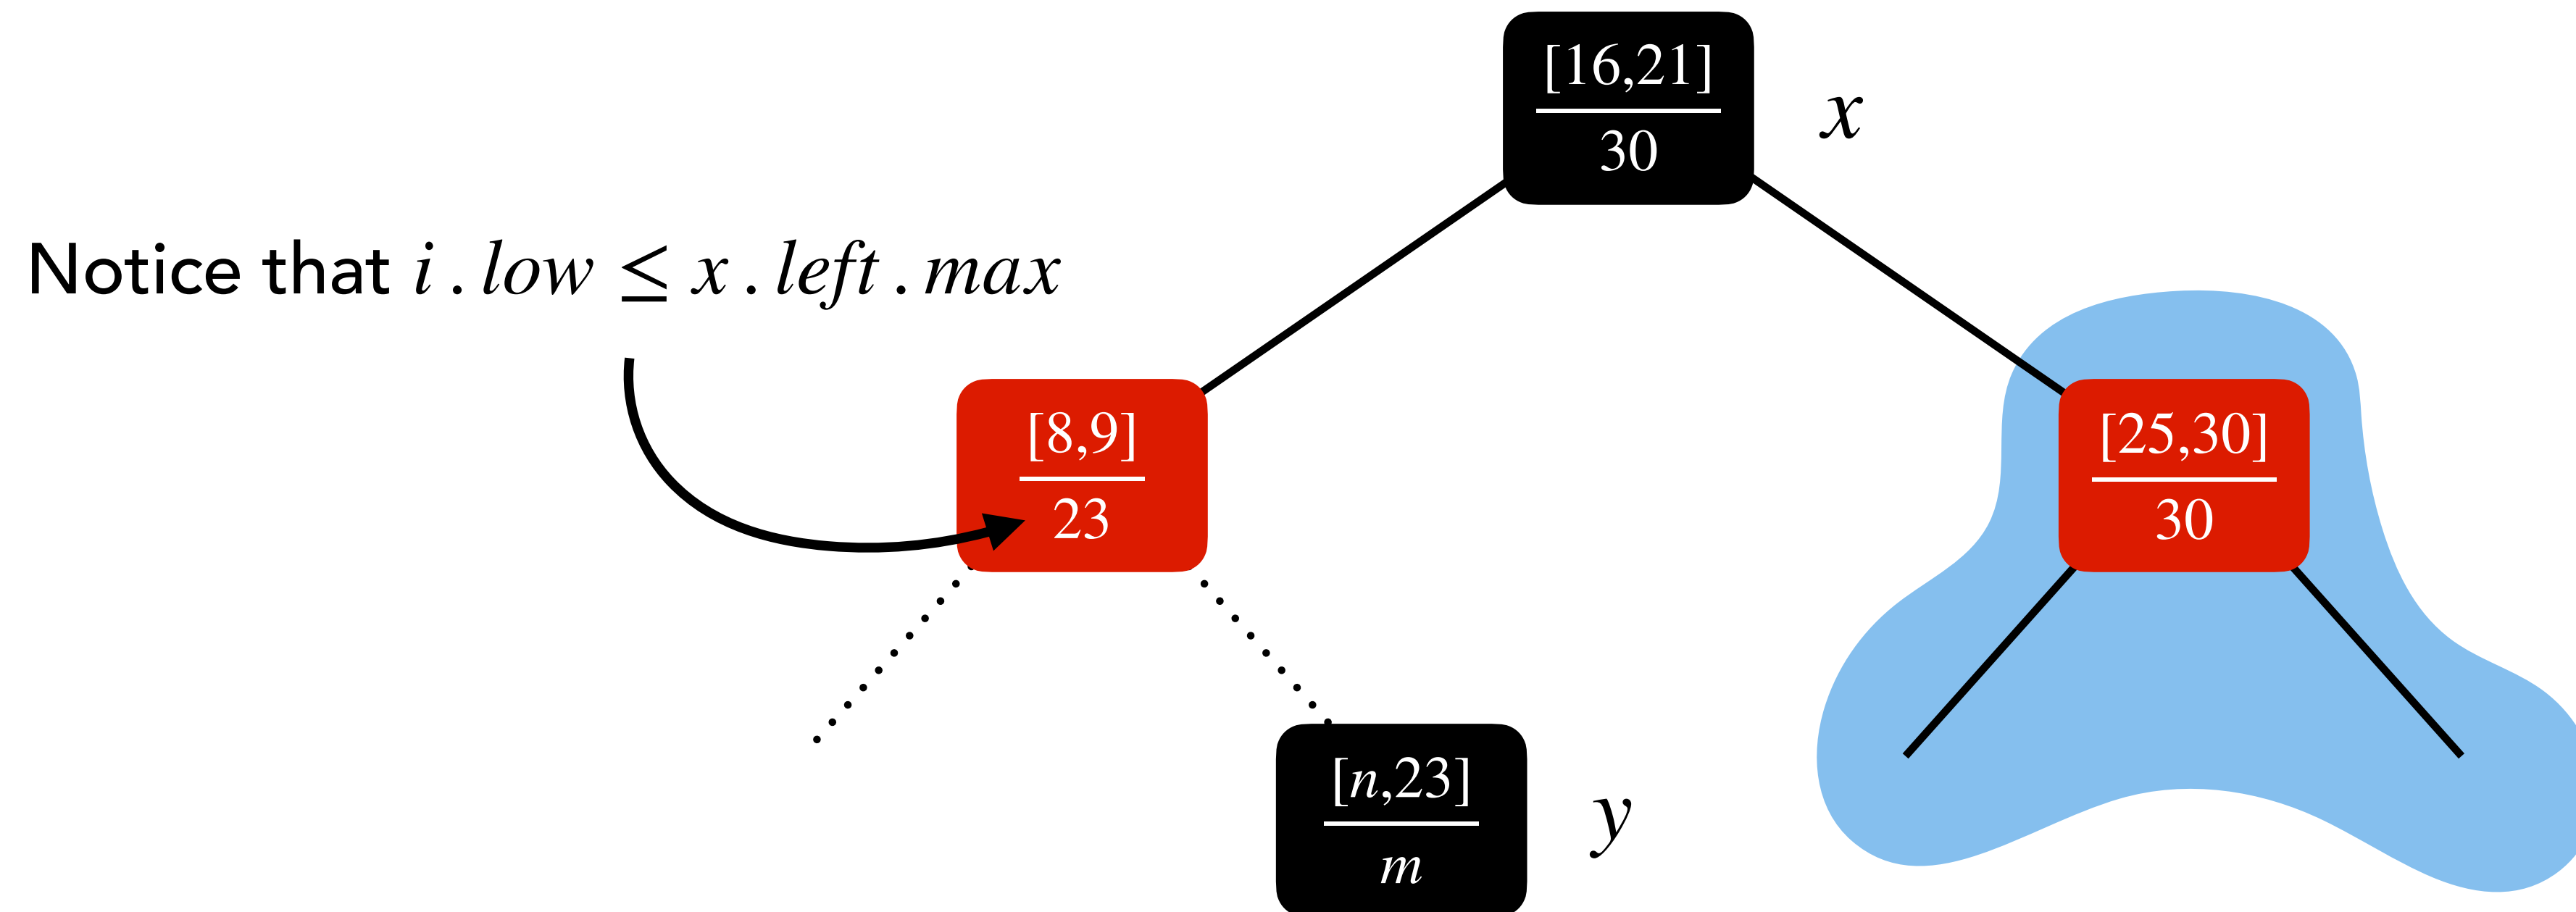 [16,21]
30
x
Notice that i . low ≤ x . left . max
[8,9]
23
[25,30]
30
[n,23]
m
y